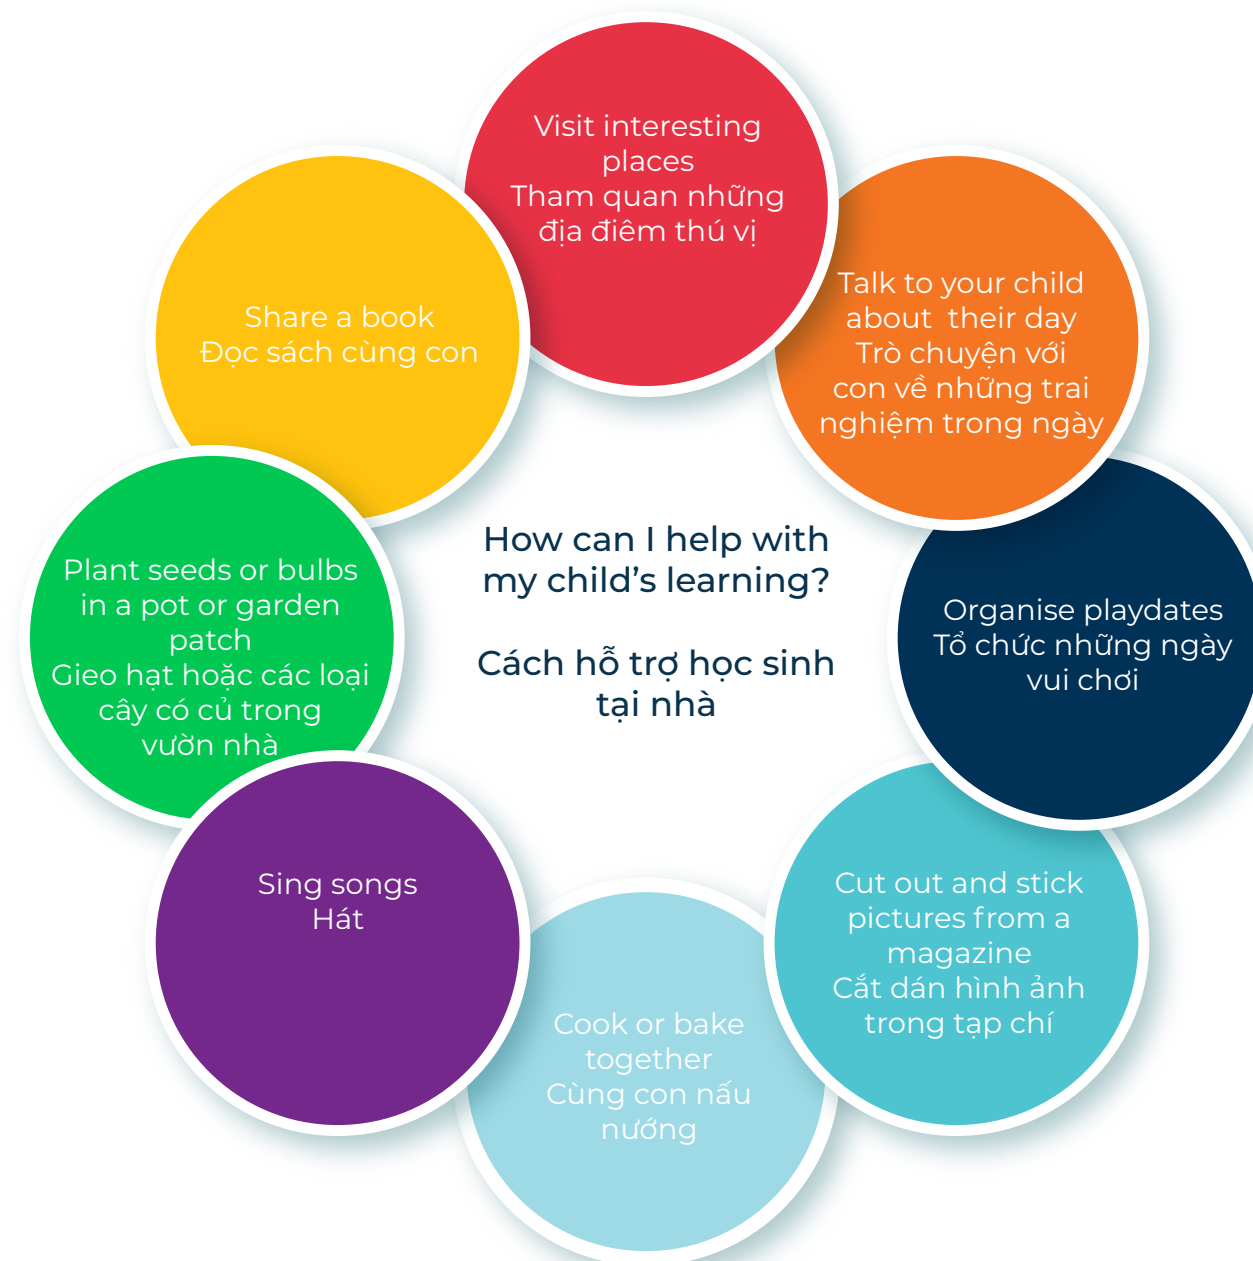 Visit interesting
places
Tham quan những
địa điêm thú vị
Talk to your child
about their day
Trò chuyện với
con về những trai
nghiệm trong ngày
Organise playdates
Tổ chức những ngày
vui chơi
Cut out and stick
pictures from a
magazine
Cắt dán hình ảnh
trong tạp chí
Cook or bake
together
Cùng con nấu
nướng
Sing songs
Hát
Plant seeds or bulbs
in a pot or garden
patch
Gieo hạt hoặc các loại
cây có củ trong
vườn nhà
Share a book
Đọc sách cùng con
How can I help with
my child’s learning?
Cách hỗ trợ học sinh
tại nhà